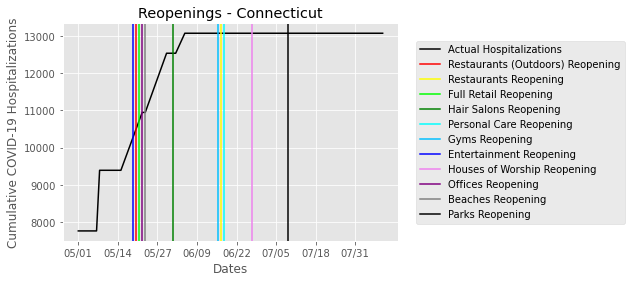 Reopenings - Connecticut
Cumulative COVID-19 Hospitalizations
13000
12000
11000
10000
9000
8000
05/01 05/14 05/27 06/09 06/22 07/05 07/18 07/31
Dates
Actual Hospitalizations
Restaurants (Outdoors) Reopening
Restaurants Reopening
Full Retail Reopening
Hair Salons Reopening
Personal Care Reopening
Gyms Reopening
Entertainment Reopening
Houses of Worship Reopening
Offices Reopening
Beaches Reopening
Parks Reopening